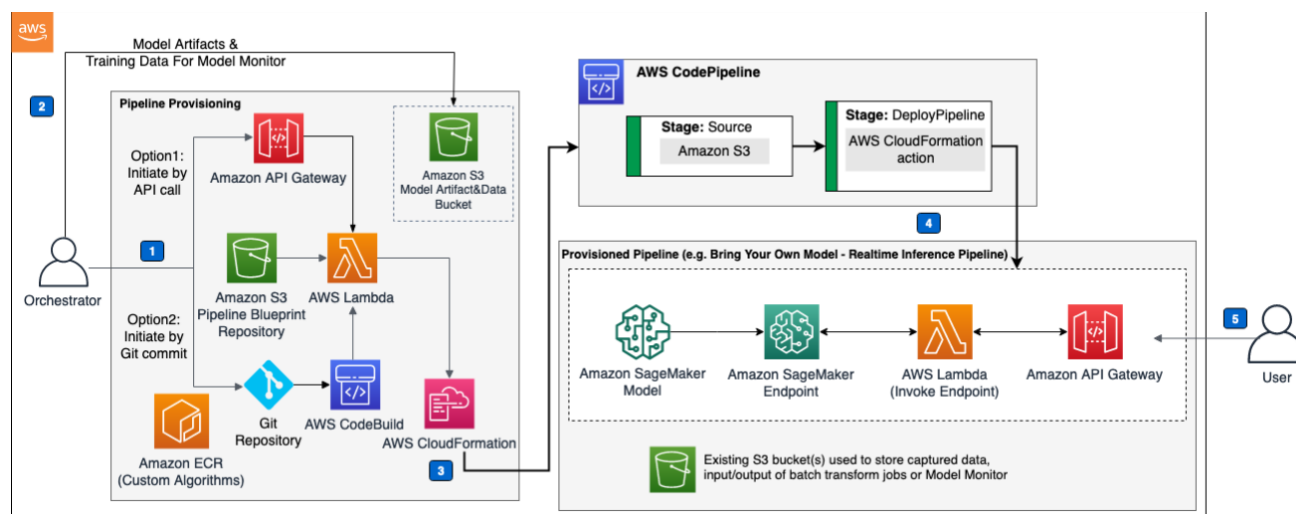 aws
Model Artifacts &
Training Data For Model Monitor
2
Pipeline Provisioning
Option1:
Initiate by
API call
Amazon API Gateway
Amazon S3
Model Artifact&Data
Bucket
1
Orchestrator
Amazon S3
Pipeline Blueprint
Repository
AWS Lambda
Option2:
Initiate by
Git commit
Git
Repository
AWS CodeBuild
AWS CloudFormation
Amazon ECR
(Custom Algorithms)
3
AWS CodePipeline
Stage: Source
Amazon S3
Stage: DeployPipeline
AWS CloudFormation
action
4
Provisioned Pipeline (e.g. Bring Your Own Model - Realtime Inference Pipeline)
Amazon SageMaker
Model
Amazon SageMaker
Endpoint
AWS Lambda
(Invoke Endpoint)
Amazon API Gateway
5
User
Existing S3 bucket(s) used to store captured data,
input/output of batch transform jobs or Model Monitor